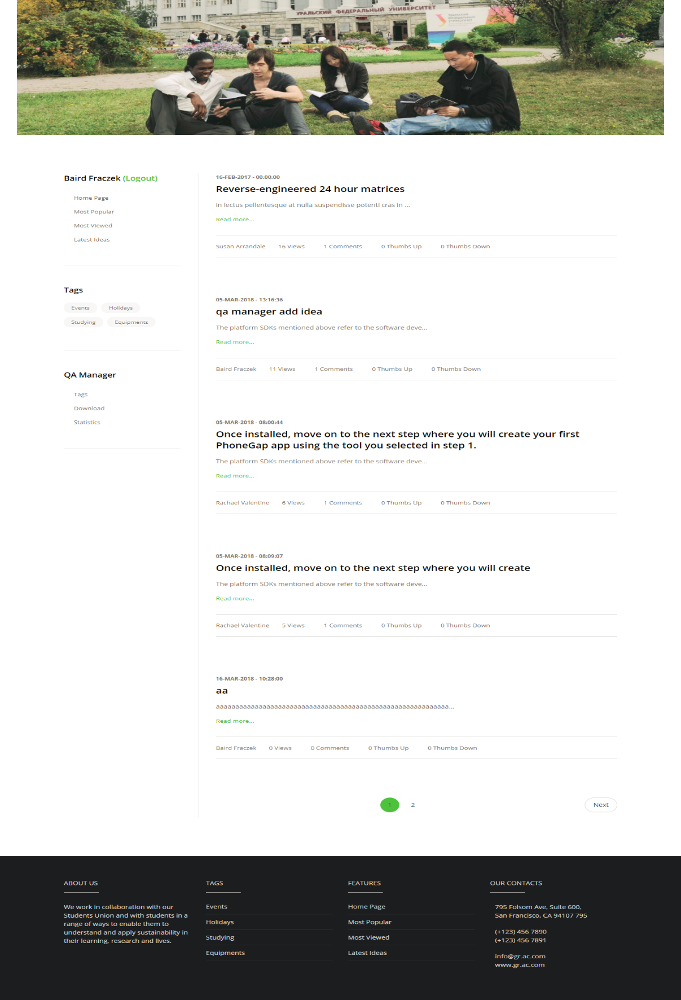 УРАЛЬСКИЙ ФЕДЕРАЛЬНЫЙ УНИВЕРСИТЕТ
Уральский
федеральный
университет
Baird Fraczek (Logout)
Home Page
Most Popular
Most Viewed
Latest Ideas
Tags
Events Holidays
Studying Equipments
QA Manager
Tags
Download
Statistics
16-FEB-2017 - 00:00:00
Reverse-engineered 24 hour matrices
in lectus pellentesque at nulla suspendisse potenti cras in ...
Read more...
Susan Arrandale 16 Views 1 Comments 0 Thumbs Up 0 Thumbs Down
05-MAR-2018 - 13:16:36
qa manager add idea
The platform SDKs mentioned above refer to the software deve...
Read more...
Baird Fraczek 11 Views 1 Comments 0 Thumbs Up 0 Thumbs Down
05-MAR-2018 - 08:00:44
Once installed, move on to the next step where you will create your first
PhoneGap app using the tool you selected in step 1.
The platform SDKs mentioned above refer to the software deve...
Read more...
Rachael Valentine 6 Views 1 Comments 0 Thumbs Up 0 Thumbs Down
05-MAR-2018 - 08:09:07
Once installed, move on to the next step where you will create
The platform SDKs mentioned above refer to the software deve...
Read more...
Rachael Valentine 5 Views 1 Comments 0 Thumbs Up 0 Thumbs Down
16-MAR-2018 - 10:28:00
aa
aaaaaaaaaaaaaaaaaaaaaaaaaaaaaaaaaaaaaaaaaaaaaaaaaaaaaaaaaaaa...
Read more...
Baird Fraczek 0 Views 0 Comments 0 Thumbs Up 0 Thumbs Down
1 2 Next
ABOUT US
We work in collaboration with our
Students Union and with students in a
range of ways to enable them to
understand and apply sustainability in
their learning, research and lives.
TAGS
Events
Holidays
Studying
Equipments
FEATURES
Home Page
Most Popular
Most Viewed
Latest Ideas
OUR CONTACTS
795 Folsom Ave, Suite 600,
San Francisco, CA 94107 795
(+123) 456 7890
(+123) 456 7891
info@gr.ac.com
www.gr.ac.com